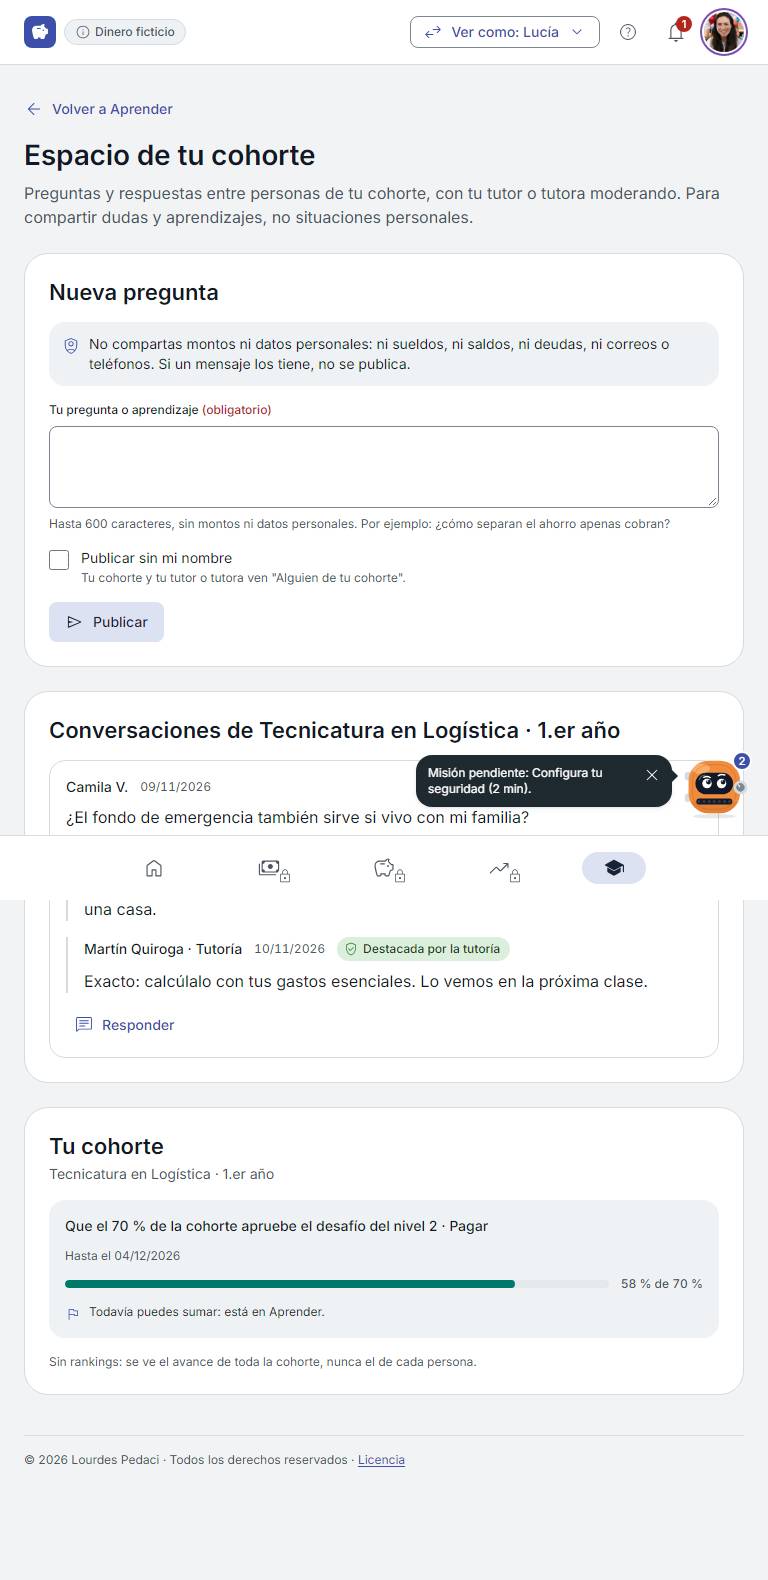 Dinero ficticio
Ver como: Lucía
1
Volver a Aprender
Espacio de tu cohorte
Preguntas y respuestas entre personas de tu cohorte, con tu tutor o tutora moderando. Para
compartir dudas y aprendizajes, no situaciones personales.
Nueva pregunta
No compartas montos ni datos personales: ni sueldos, ni saldos, ni deudas, ni correos o
teléfonos. Si un mensaje los tiene, no se publica.
Tu pregunta o aprendizaje (obligatorio)
Hasta 600 caracteres, sin montos ni datos personales. Por ejemplo: ¿cómo separan el ahorro apenas cobran?
Publicar sin mi nombre
Tu cohorte y tu tutor o tutora ven "Alguien de tu cohorte".
Publicar
Conversaciones de Tecnicatura en Logística · 1.er año
Camila V. 09/11/2026
Misión pendiente: Configura tu
seguridad (2 min).
2
¿El fondo de emergencia también sirve si vivo con mi familia?
una casa.
Martín Quiroga · Tutoría 10/11/2026 Destacada por la tutoría
Exacto: calcúlalo con tus gastos esenciales. Lo vemos en la próxima clase.
Responder
Tu cohorte
Tecnicatura en Logística · 1.er año
Que el 70 % de la cohorte apruebe el desafío del nivel 2 · Pagar
Hasta el 04/12/2026
58 % de 70 %
Todavía puedes sumar: está en Aprender.
Sin rankings: se ve el avance de toda la cohorte, nunca el de cada persona.
© 2026 Lourdes Pedaci · Todos los derechos reservados · Licencia